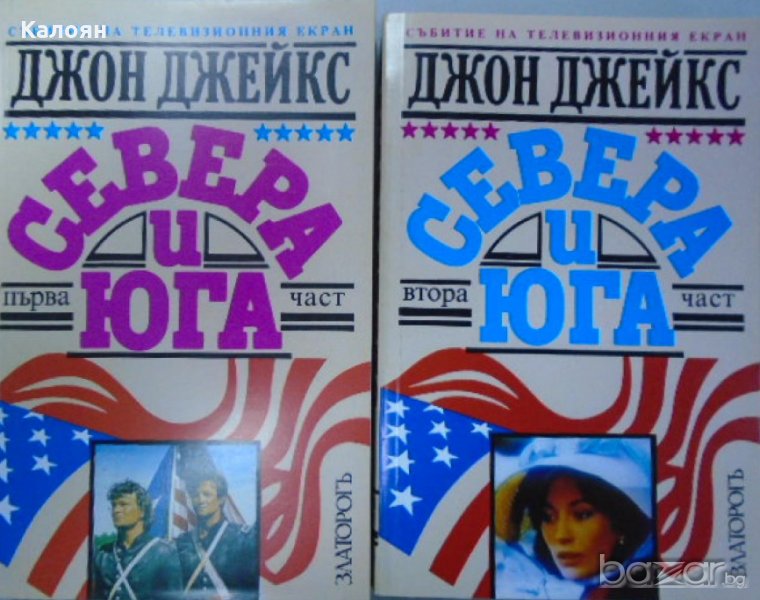 Калоян
С НА ТЕЛЕВИЗИОННИЯ ЕКРАН
ДЖОН ДЖЕЙКС
СЕВЕРА
И
ЮГА
първа част
ЗЛАТОРОГЪ
СЪБИТИЕ НА ТЕЛЕВИЗИОННИЯ ЕКРАН
ДЖОН ДЖЕЙКС
СЕВЕРА
И
ЮГА
втора част
ЗЛАТОРОГЪ
bazar.bg